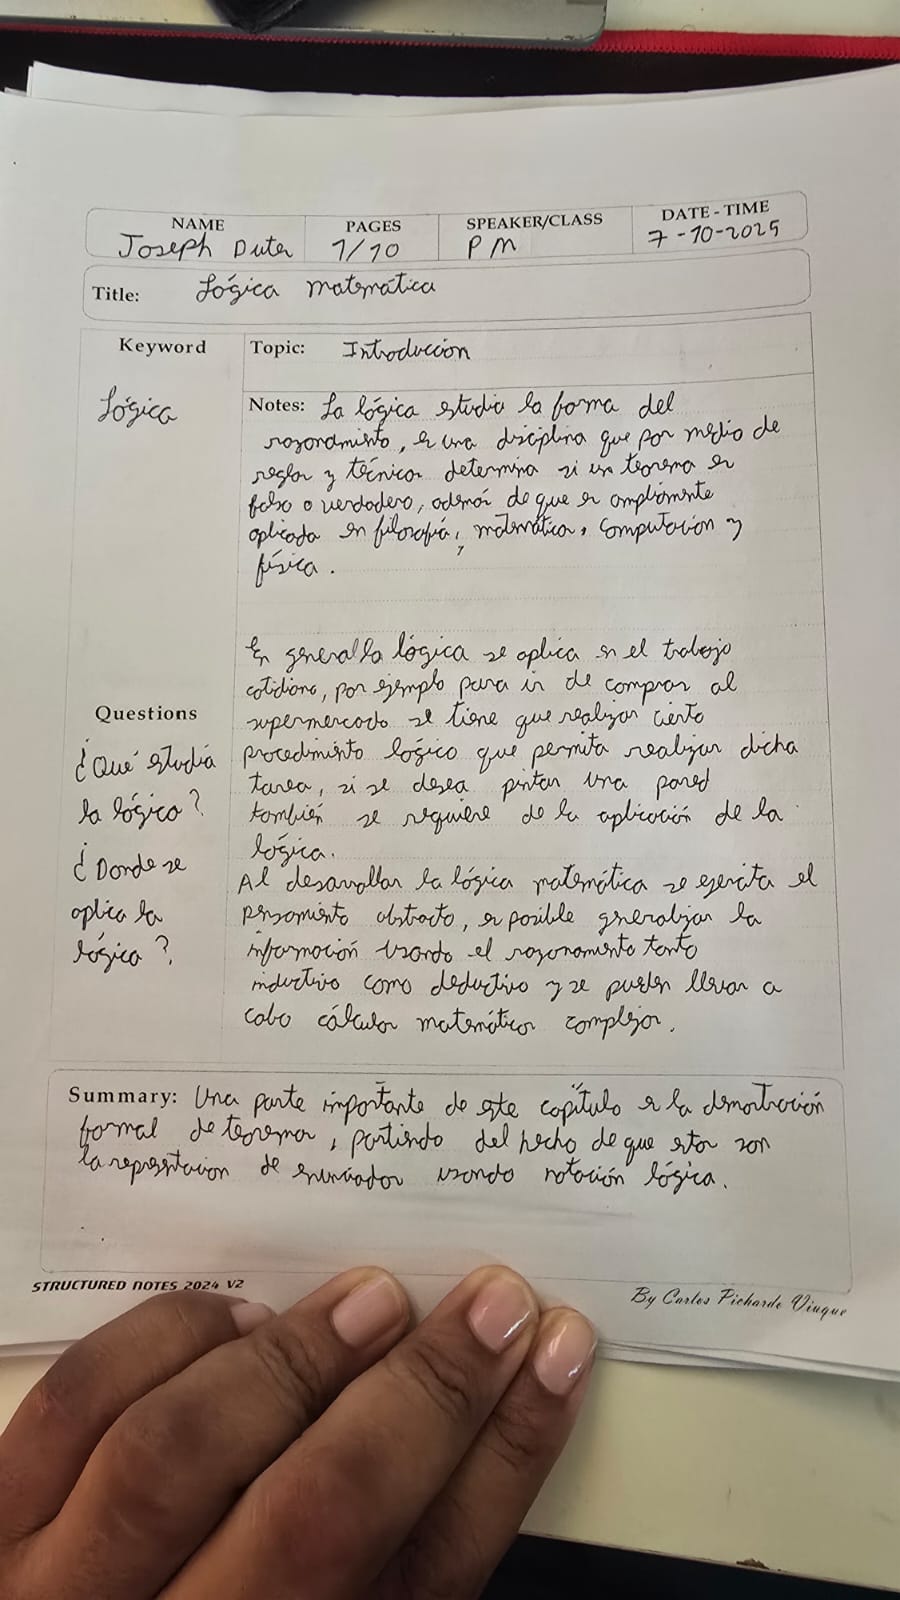 NAME
Joseph Duter
PAGES
1/10
SPEAKER/CLASS
PM
DATE - TIME
7-10-2025
Title: Lógica matemática
Keyword
Lógica
Topic: Introduccion
Notes: La lógica estudia la forma del
razonamiento, es una disciplina que por medio de
reglas y técnicas determina si un teorema es
falso o verdadero, además de que es ampliamente
aplicada en filosofía, matemática, computacion y
física.
En general la lógica se aplica en el trabajo
cotidiano, por ejemplo para ir de compras al
supermercado se tiene que realizar cierto
procedimiento lógico que permita realizar dicha
tarea, si se desea pintar una pared
también se requiere de la aplicación de la
lógica.
Al desarrollar la lógica matemática se ejercita el
pensamiento abstracto, es posible generalizar la
información usando el razonamiento tanto
inductivo como deductivo y se pueden llevar a
cabo cálculos matemáticos complejos.
Questions
¿Qué estudia
la lógica?
¿Donde se
aplica la
lógica?
Summary: Una parte importante de este capítulo es la demostración
formal de teoremas, partiendo del hecho de que estos son
la representacion de enunciados usando notación lógica.
STRUCTURED NOTES 2024 V2
By Carlos Pichardo Viuque